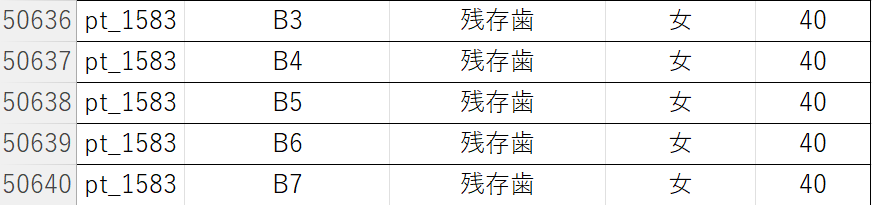 50636 pt_1583 B3 残存歯 女 40
50637 pt_1583 B4 残存歯 女 40
50638 pt_1583 B5 残存歯 女 40
50639 pt_1583 B6 残存歯 女 40
50640 pt_1583 B7 残存歯 女 40